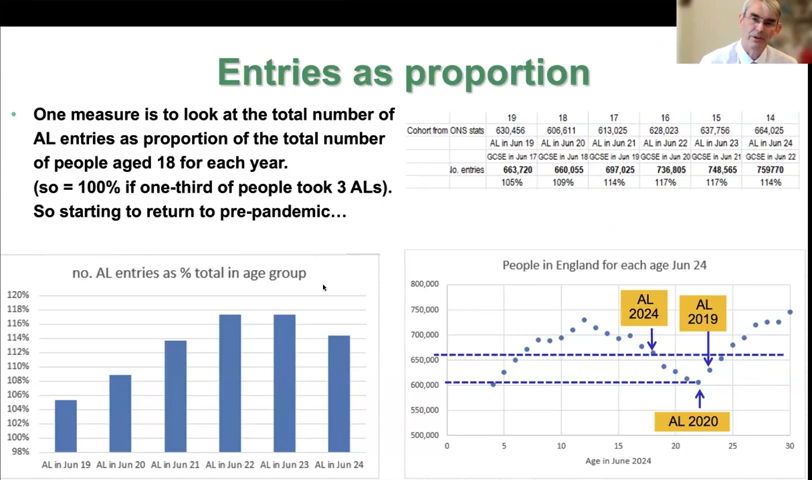 Entries as proportion
• One measure is to look at the total number of
AL entries as proportion of the total number
of people aged 18 for each year.
(so = 100% if one-third of people took 3 ALs).
So starting to return to pre-pandemic…
19 18 17 16 15 14
Cohort from ONS stats 630,456 606,611 613,025 628,023 637,756 664,025
AL in Jun 19 AL in Jun 20 AL in Jun 21 AL in Jun 22 AL in Jun 23 AL in Jun 24
GCSE in Jun 17 GCSE in Jun 18 GCSE in Jun 19 GCSE in Jun 20 GCSE in Jun 21 GCSE in Jun 22
No. entries 663,720 660,055 697,025 736,805 748,565 759770
105% 109% 114% 117% 117% 114%
no. AL entries as % total in age group
120%
118%
116%
114%
112%
110%
108%
106%
104%
102%
100%
98%
AL in Jun 19 AL in Jun 20 AL in Jun 21 AL in Jun 22 AL in Jun 23 AL in Jun 24
People in England for each age Jun 24
800,000
750,000
700,000
650,000
600,000
550,000
500,000
AL
2024
AL
2019
AL 2020
0 5 10 15 20 25 30
Age in June 2024